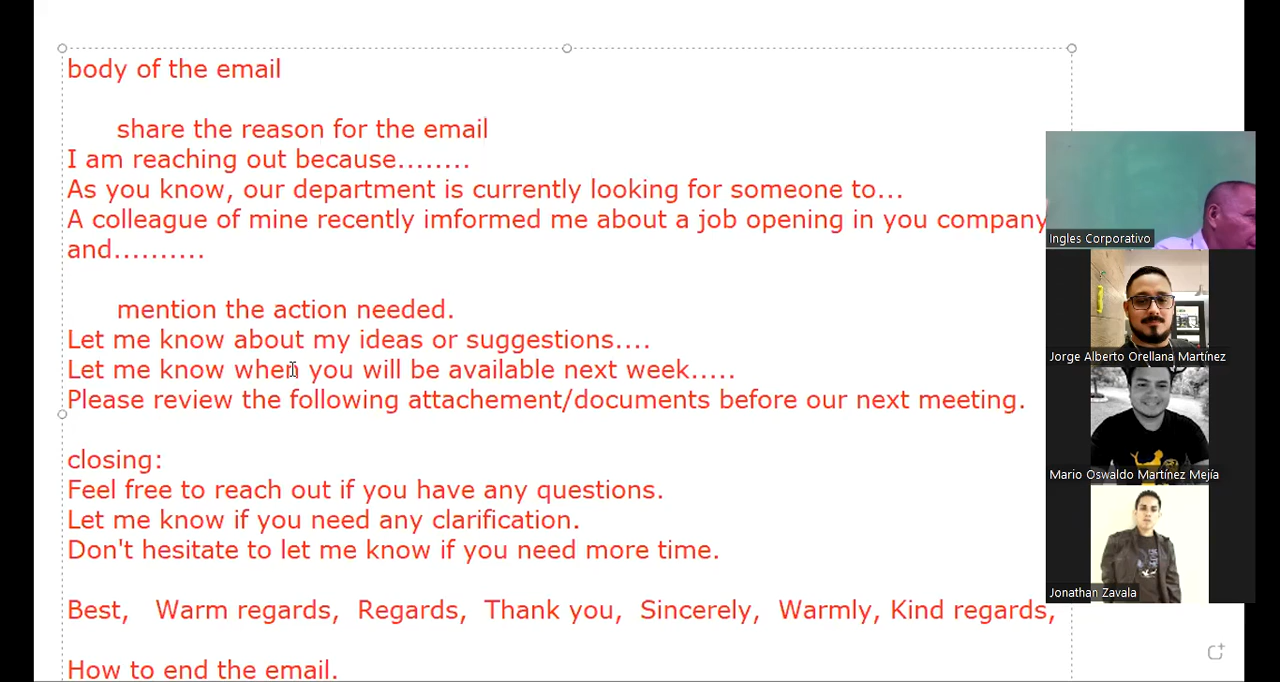 body of the email
share the reason for the email
I am reaching out because........
As you know, our department is currently looking for someone to...
A colleague of mine recently imformed me about a job opening in you company
and..........
mention the action needed.
Let me know about my ideas or suggestions....
Let me know when you will be available next week.....
Please review the following attachement/documents before our next meeting.
closing:
Feel free to reach out if you have any questions.
Let me know if you need any clarification.
Don't hesitate to let me know if you need more time.
Best, Warm regards, Regards, Thank you, Sincerely, Warmly, Kind regards,
How to end the email.
Ingles Corporativo
Jorge Alberto Orellana Martínez
Mario Oswaldo Martínez Mejía
Jonathan Zavala